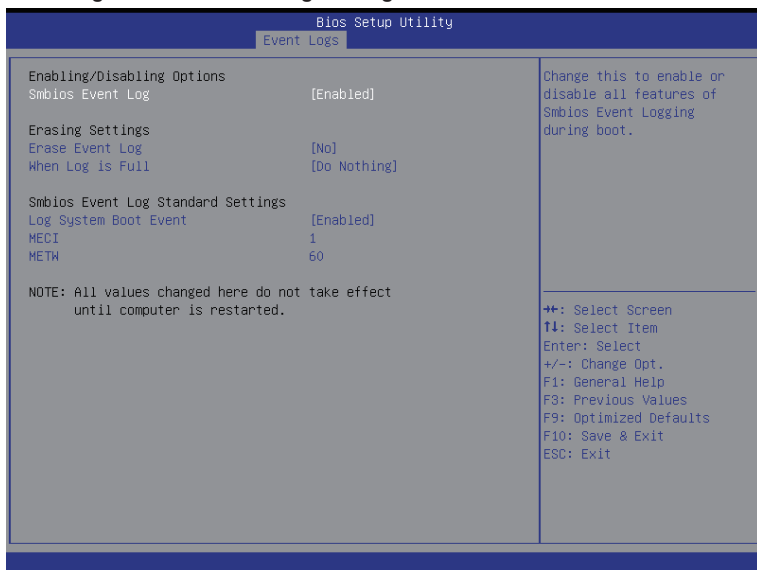 Bios Setup Utility
Event Logs
Enabling/Disabling Options
Smbios Event Log [Enabled]
Erasing Settings
Erase Event Log [No]
When Log is Full [Do Nothing]
Smbios Event Log Standard Settings
Log System Boot Event [Enabled]
MECI 1
METW 60
NOTE: All values changed here do not take effect
until computer is restarted.
Change this to enable or
disable all features of
Smbios Event Logging
during boot.
→←: Select Screen
↑↓: Select Item
Enter: Select
+/-: Change Opt.
F1: General Help
F3: Previous Values
F9: Optimized Defaults
F10: Save & Exit
ESC: Exit